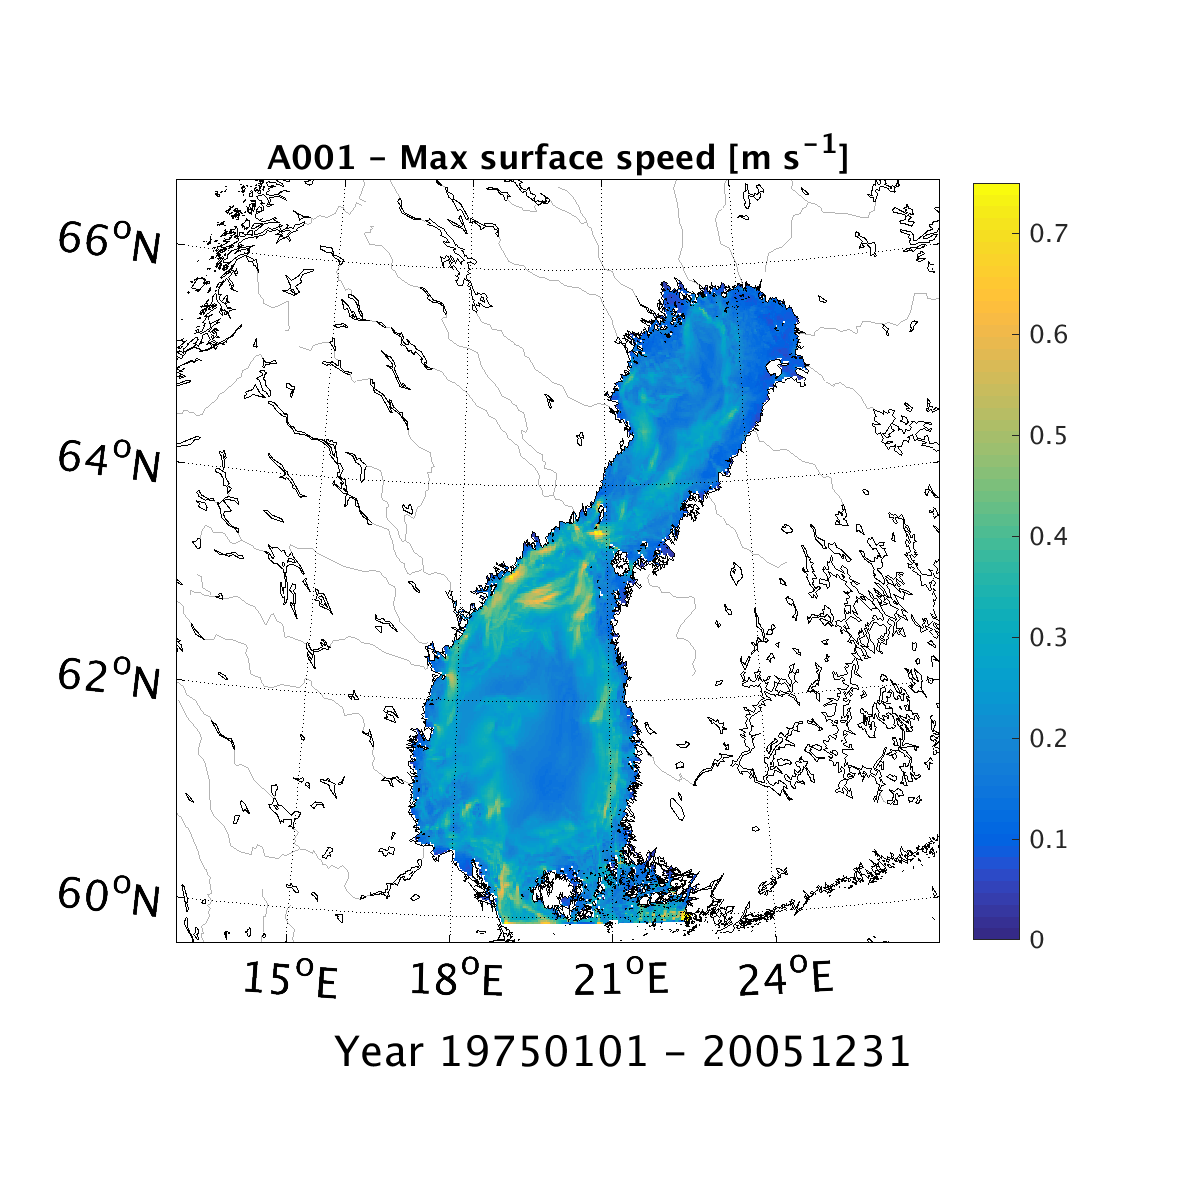 A001 – Max surface speed [m s⁻¹]
66°N
64°N
62°N
60°N
15°E 18°E 21°E 24°E
0.7
0.6
0.5
0.4
0.3
0.2
0.1
0
Year 19750101 – 20051231